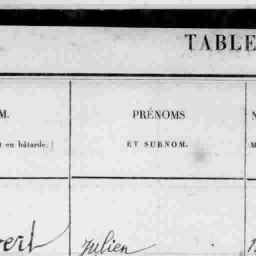 TABLE
M. PRÉNOMS N
t en bâtarde.) ET SURNOM. M
vert Julien